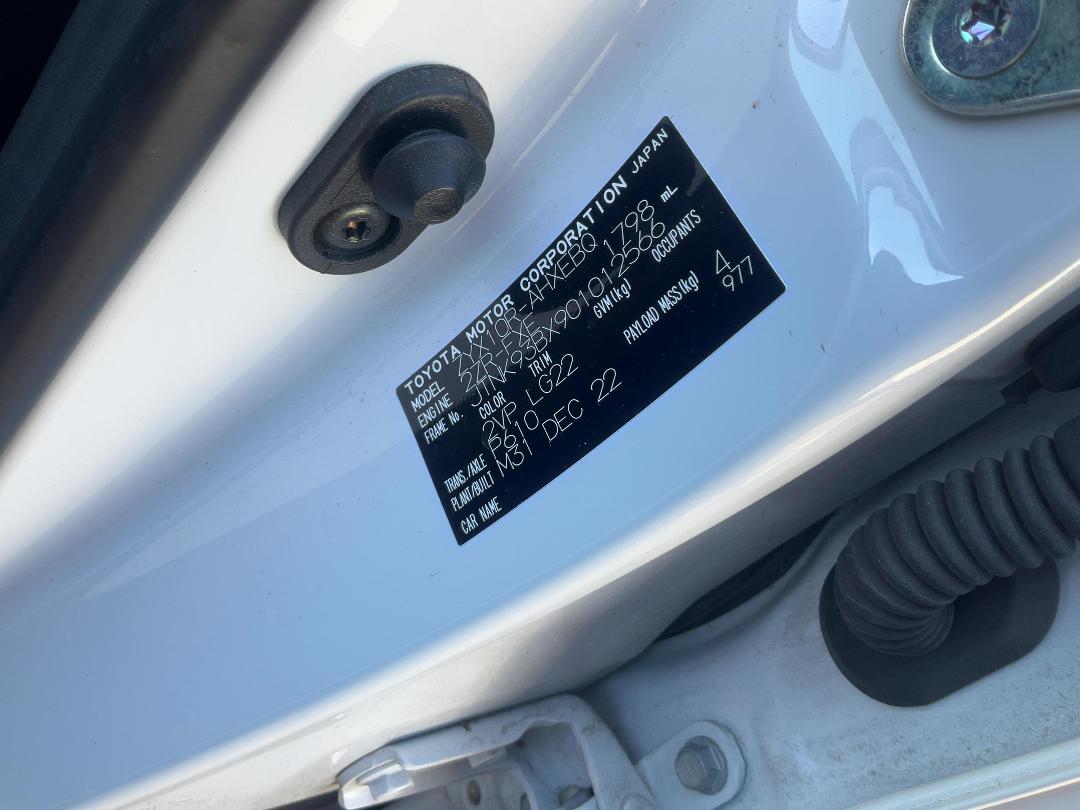 TOYOTA MOTOR CORPORATION JAPAN
MODEL ZYX10R-AHXEBQ
ENGINE 2ZR-FXE 1798 mL
FRAME No. JTNK93BX901012566
COLOR TRIM GVM(kg) OCCUPANTS
2VP LG22 4
TRANS./AXLE P610 PAYLOAD MASS(kg) 977
PLANT/BUILT M31 DEC 22
CAR NAME